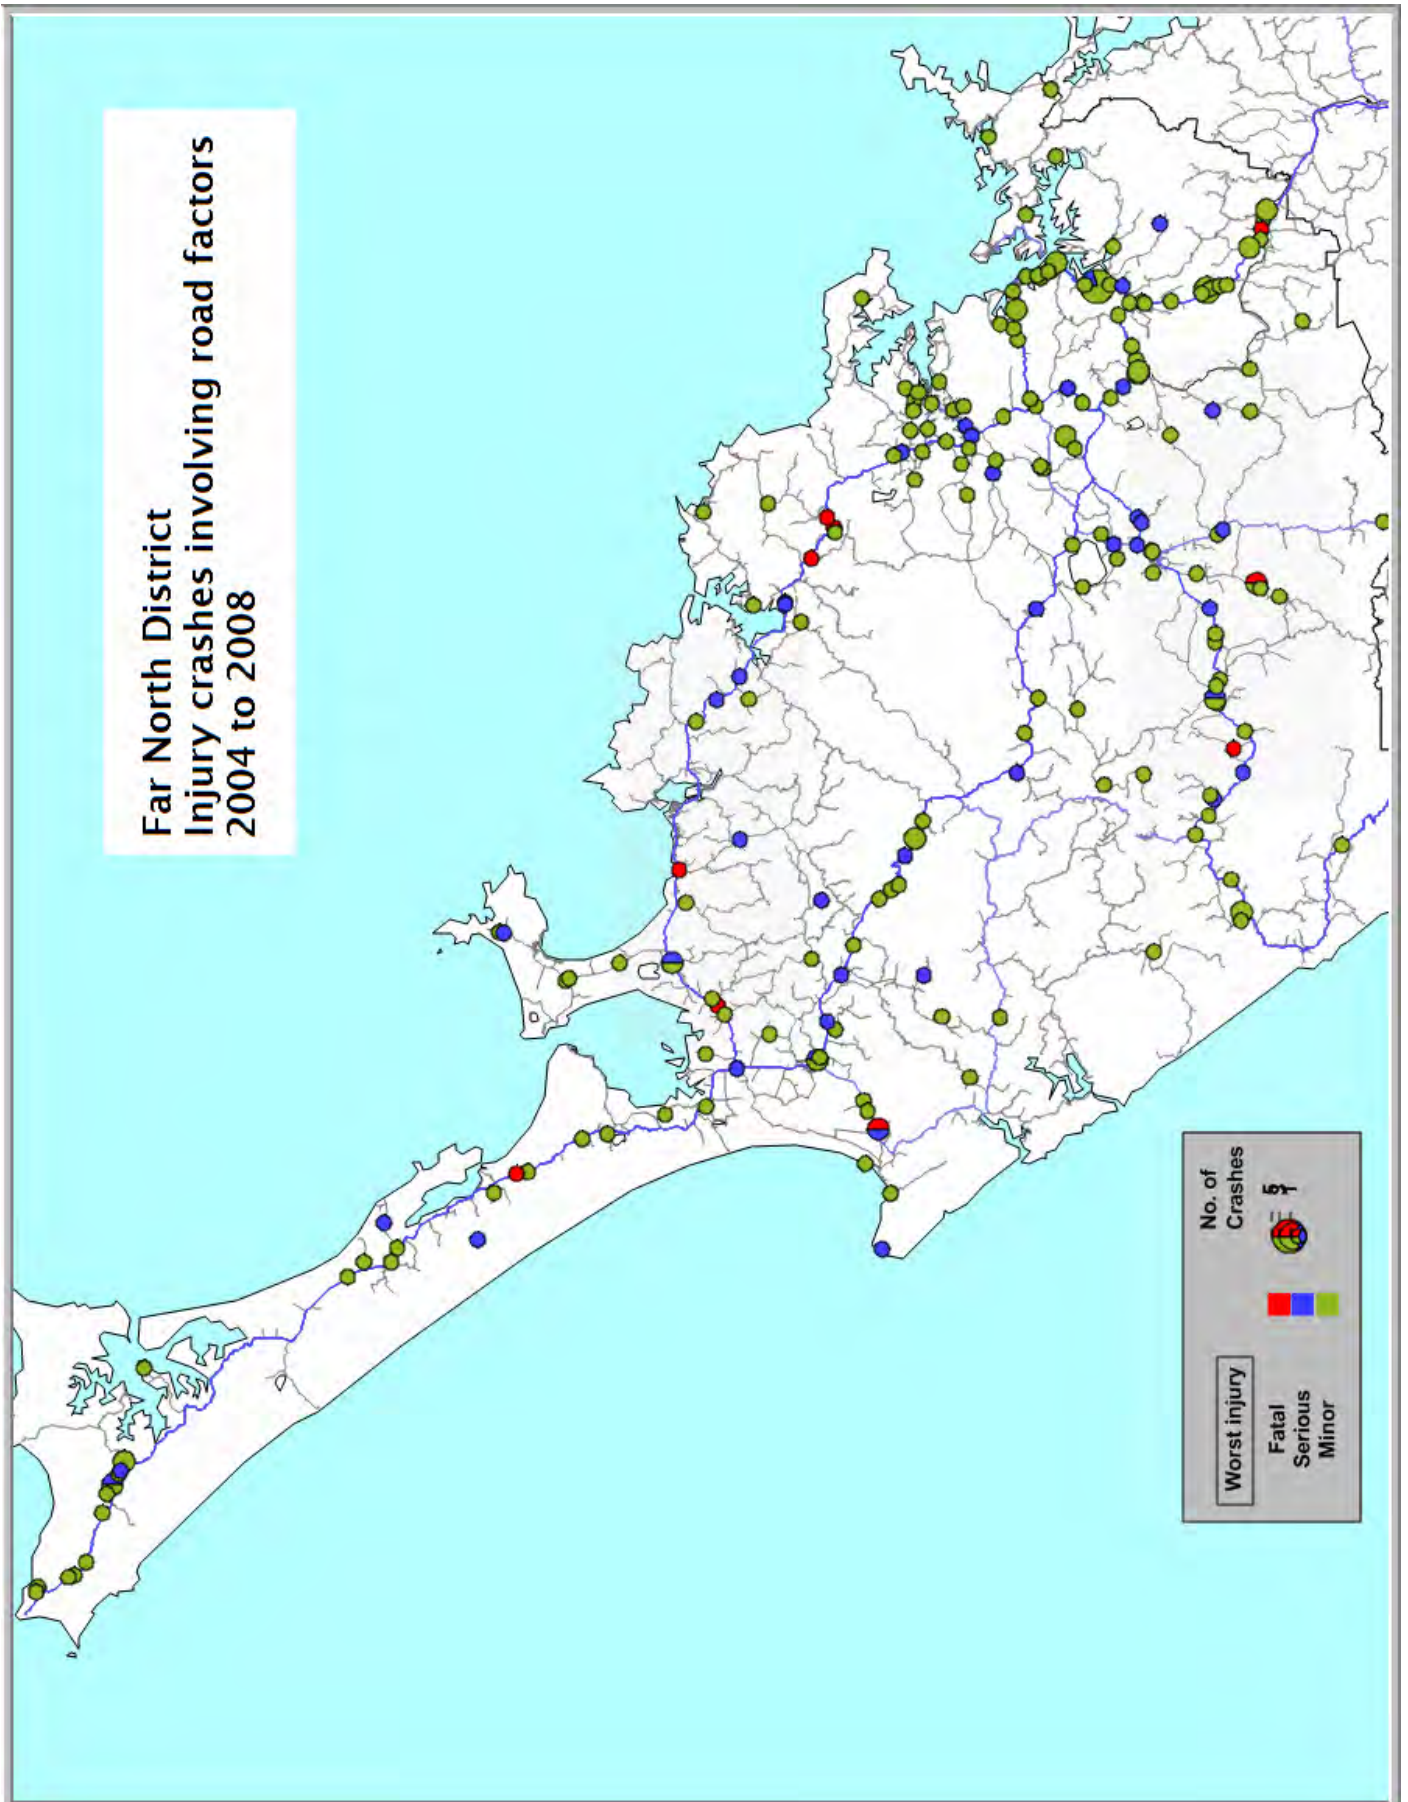 Far North District
Injury crashes involving road factors
2004 to 2008
Worst injury
Fatal
Serious
Minor
No. of
Crashes
5
1